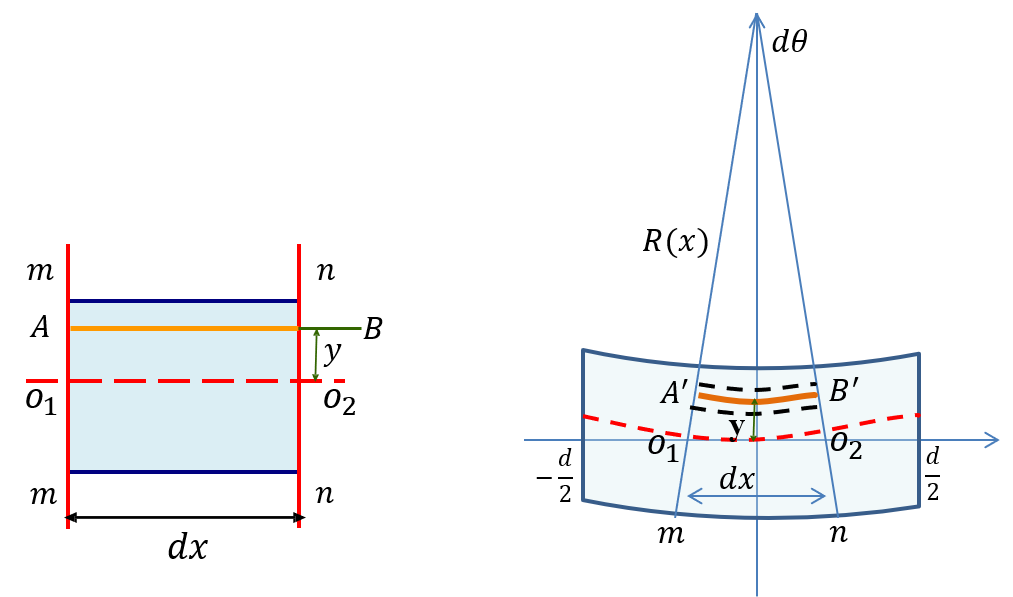 m
n
A
B
y
o₁
o₂
m
n
dx
dθ
R(x)
A′
B′
y
o₁
o₂
−d/2
d/2
dx
m
n